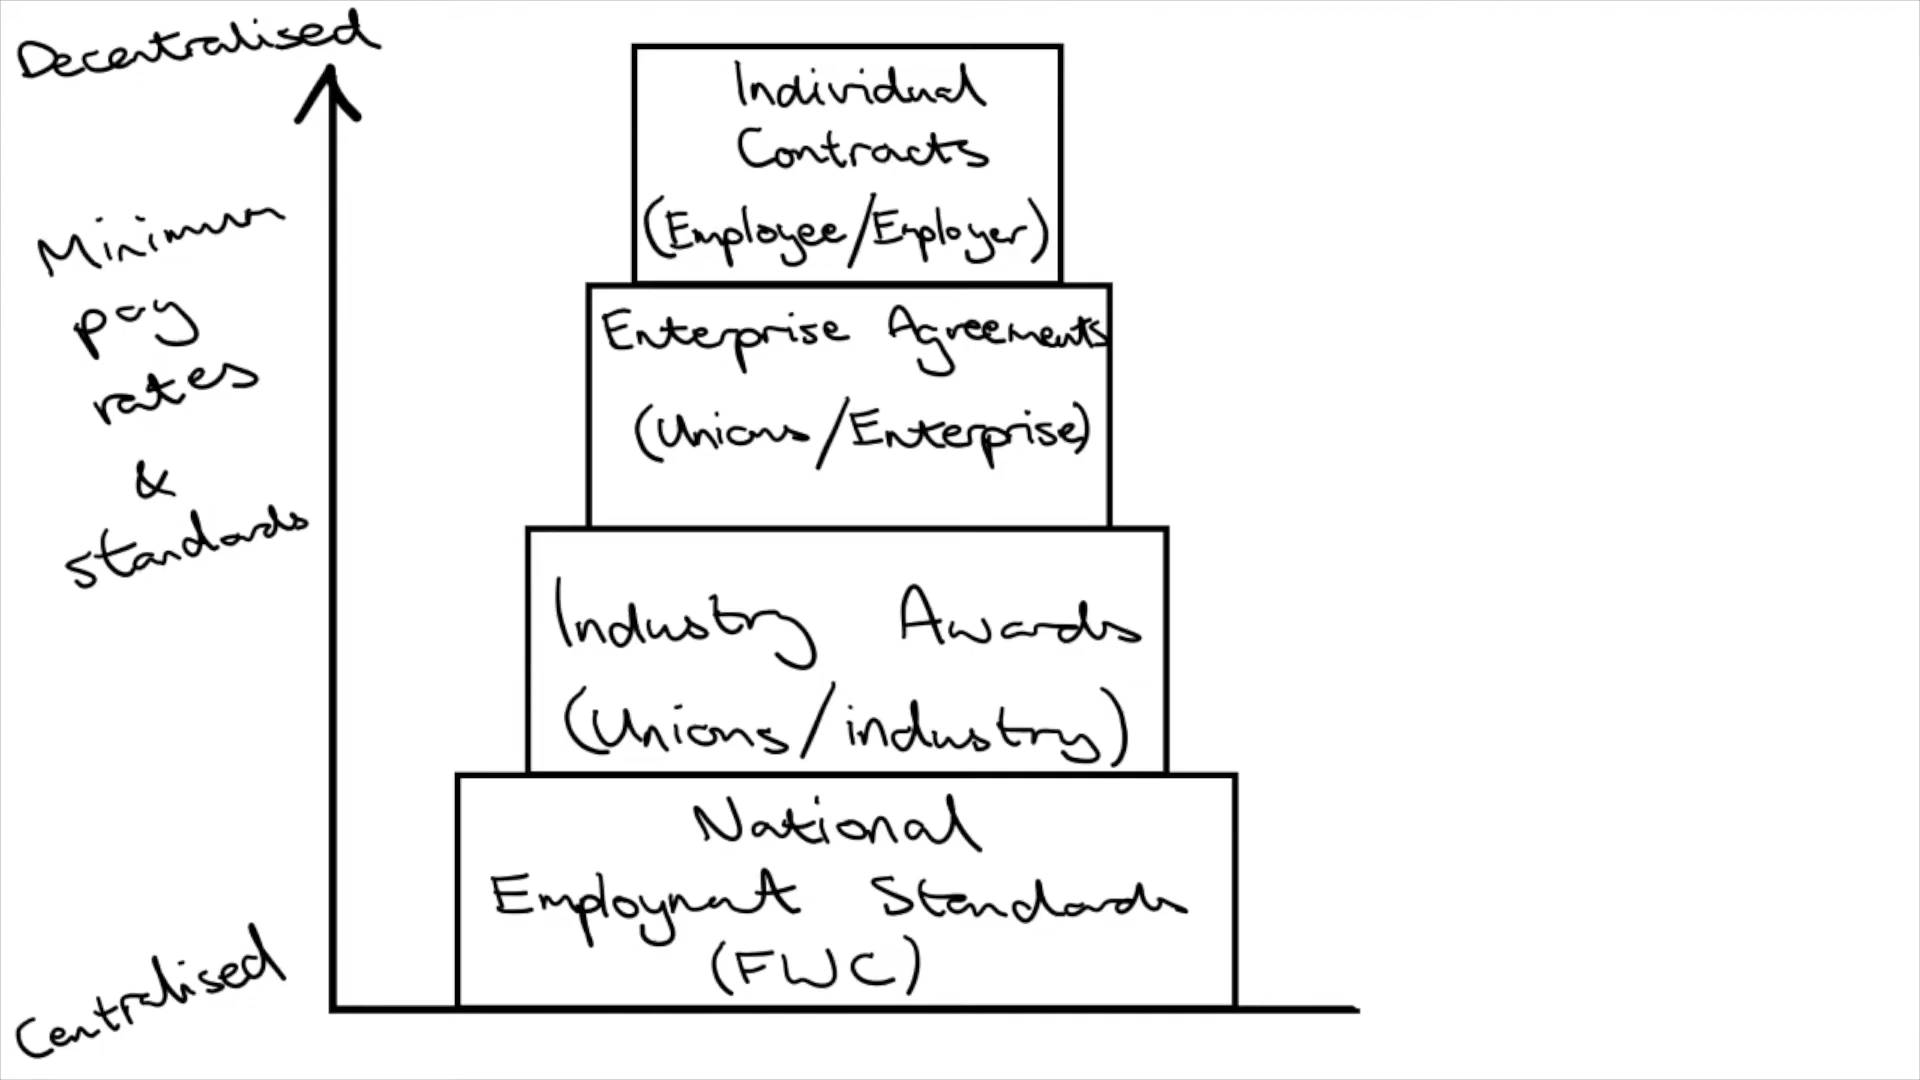 Decentralised
Minimum
pay
rates
&
standards
Centralised
Individual
Contracts
(Employee/Employer)
Enterprise Agreements
(Unions/Enterprise)
Industry Awards
(Unions/industry)
National
Employment Standards
(FWC)